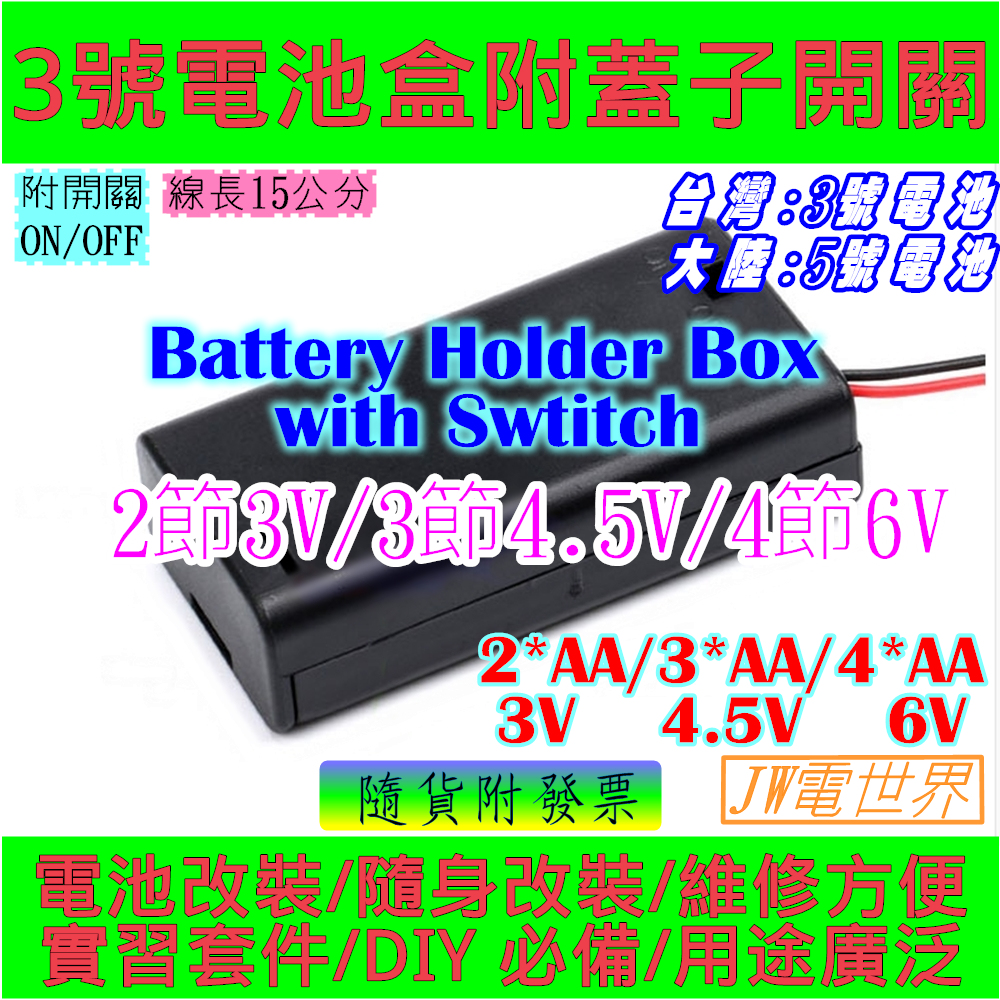 3號電池盒附蓋子開關
附開關
ON/OFF
線長15公分
台灣:3號電池
大陸:5號電池
Battery Holder Box
with Swtitch
2節3V/3節4.5V/4節6V
2*AA/3*AA/4*AA
3V 4.5V 6V
隨貨附發票
JW電世界
電池改裝/隨身改裝/維修方便
實習套件/DIY 必備/用途廣泛